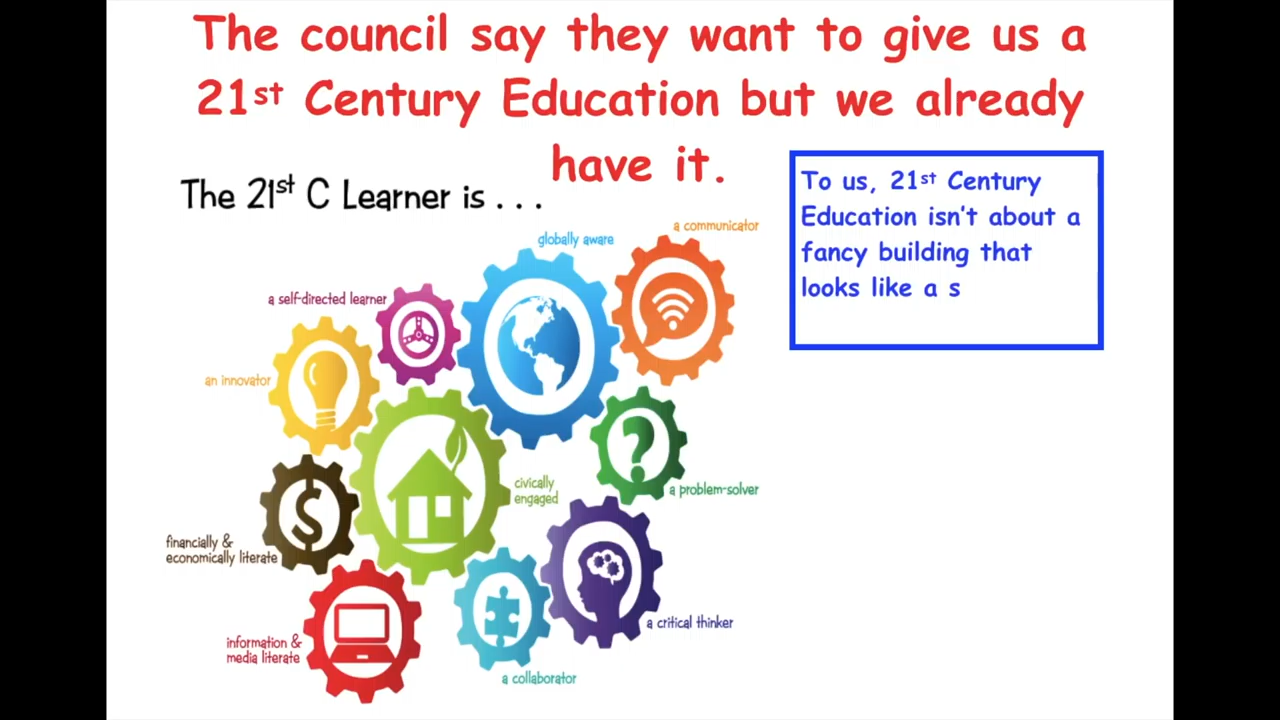 The council say they want to give us a
21st Century Education but we already
have it.
The 21st C Learner is . . .
To us, 21st Century
Education isn't about a
fancy building that
looks like a s
a communicator
globally aware
a self-directed learner
an innovator
civically
engaged
a problem-solver
financially &
economically literate
$
?
a critical thinker
information &
media literate
a collaborator